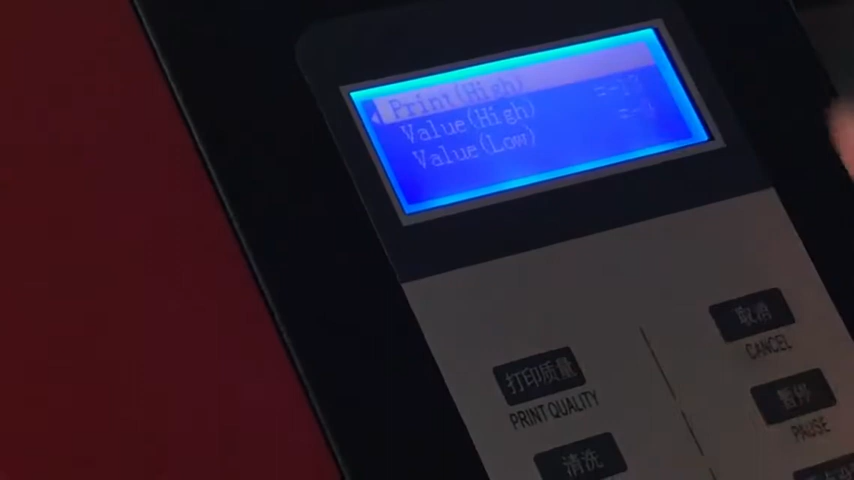 Print(High)
Value(High)
Value(Low)
取消
CANCEL
打印质量
PRINT QUALITY
暂停
PAUSE
清洗